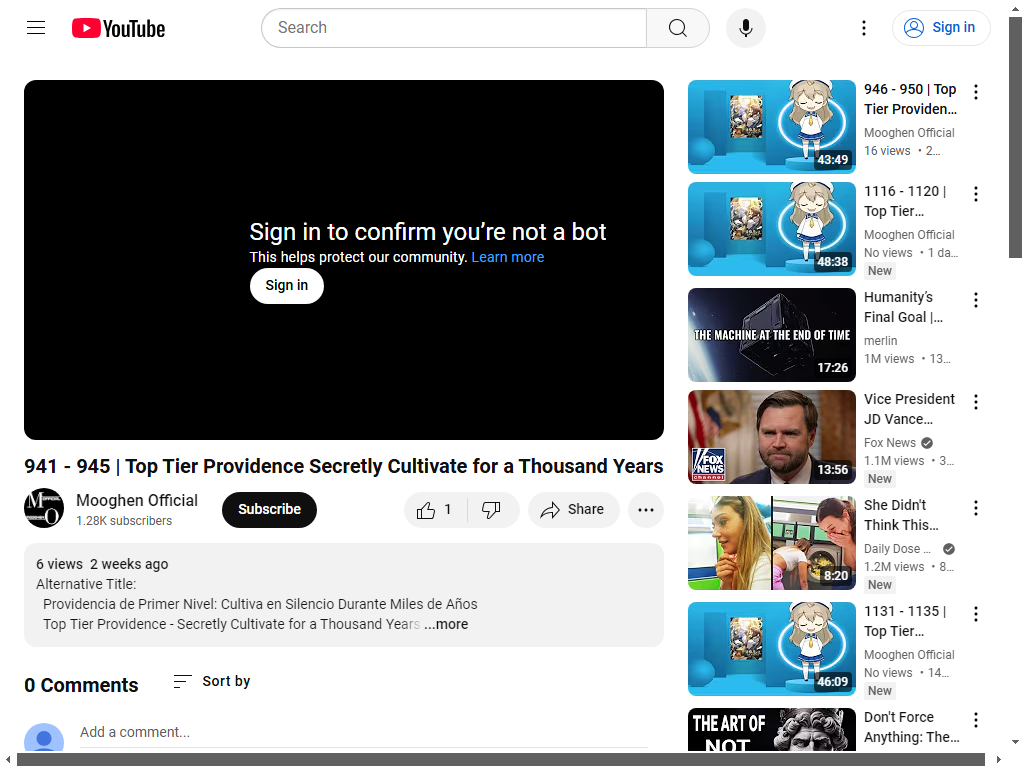 YouTube
Search
Sign in
Sign in to confirm you’re not a bot
This helps protect our community. Learn more
Sign in
941 - 945 | Top Tier Providence Secretly Cultivate for a Thousand Years
Mooghen Official
1.28K subscribers
Subscribe
1
Share
6 views 2 weeks ago
Alternative Title:
Providencia de Primer Nivel: Cultiva en Silencio Durante Miles de Años
Top Tier Providence - Secretly Cultivate for a Thousand Years ...more
0 Comments
Sort by
Add a comment...
43:49
946 - 950 | Top
Tier Providen...
Mooghen Official
16 views • 2...
48:38
1116 - 1120 |
Top Tier...
Mooghen Official
No views • 1 da...
New
THE MACHINE AT THE END OF TIME
17:26
Humanity’s
Final Goal |...
merlin
1M views • 13...
FOX
NEWS
channel
13:56
Vice President
JD Vance...
Fox News
1.1M views • 3...
New
8:20
She Didn't
Think This...
Daily Dose ...
1.2M views • 8...
New
46:09
1131 - 1135 |
Top Tier...
Mooghen Official
No views • 14...
New
THE ART OF
NOT
Don't Force
Anything: The...